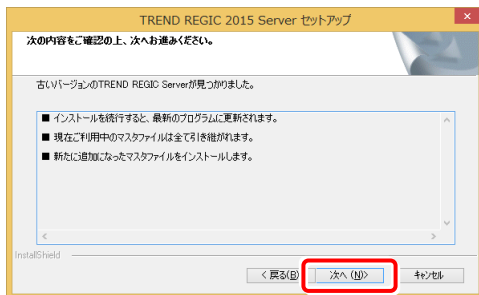 TREND REGIC 2015 Server セットアップ
次の内容をご確認の上、次へお進みください。
古いバージョンのTREND REGIC Serverが見つかりました。
■ インストールを続行すると、最新のプログラムに更新されます。
■ 現在ご利用中のマスタファイルは全て引き継がれます。
■ 新たに追加になったマスタファイルをインストールします。
InstallShield
< 戻る(B) 次へ (N)> キャンセル